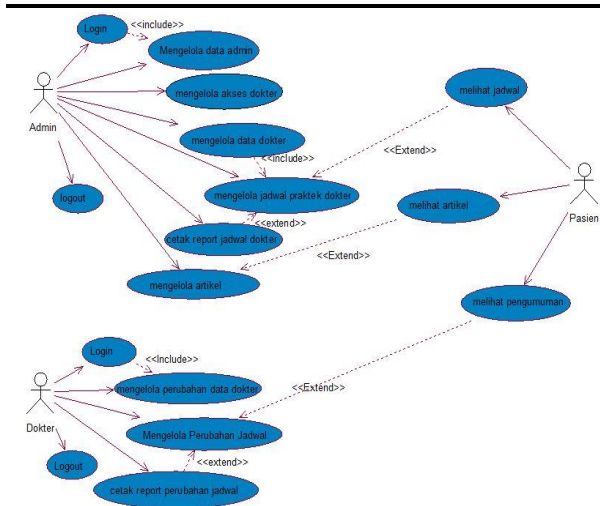 Login
<<include>>
Mengelola data admin
mengelola akses dokter
melihat jadwal
Admin
mengelola data dokter
<<Extend>>
<<include>>
logout
mengelola jadwal praktek dokter
melihat artikel
Pasien
<<extend>>
cetak report jadwal dokter
<<Extend>>
mengelola artikel
melihat pengumuman
Login
<<Include>>
mengelola perubahan data dokter
<<Extend>>
Dokter
Mengelola Perubahan Jadwal
Logout
<<extend>>
cetak report perubahan jadwal